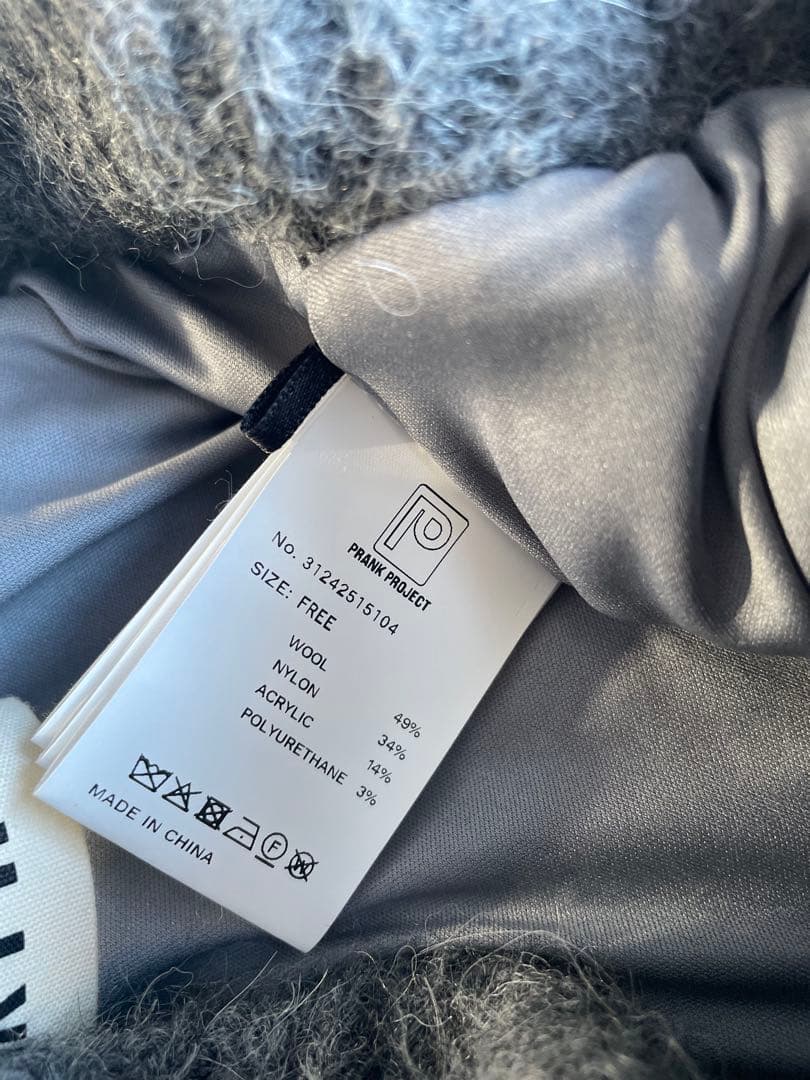 P
PRANK PROJECT
No. 31242515104
SIZE: FREE
WOOL 49%
NYLON 34%
ACRYLIC 14%
POLYURETHANE 3%
F
W
MADE IN CHINA